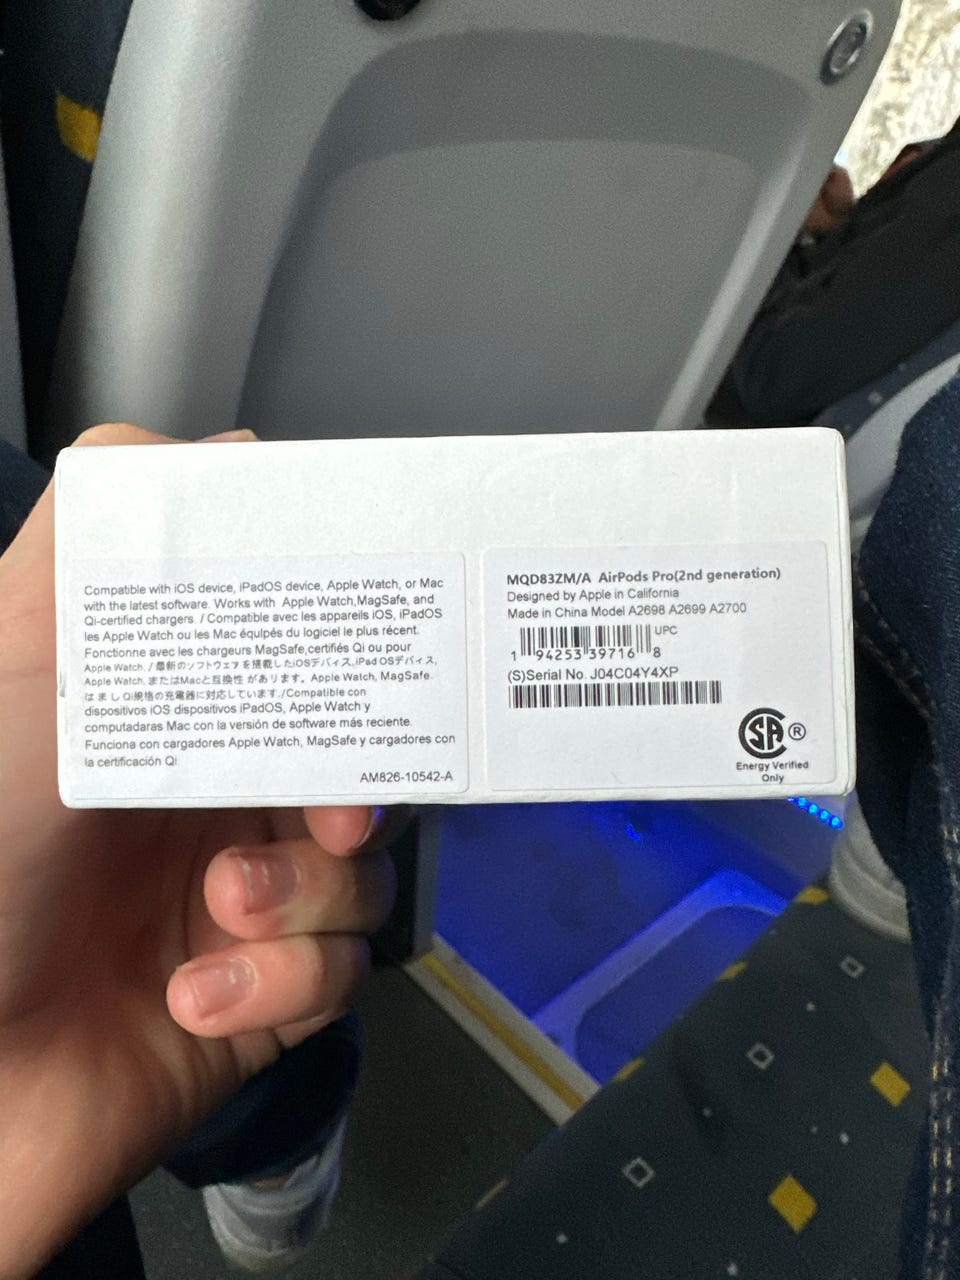 Compatible with iOS device, iPadOS device, Apple Watch, or Mac
with the latest software. Works with Apple Watch,MagSafe, and
Qi-certified chargers. / Compatible avec les appareils iOS, iPadOS
les Apple Watch ou les Mac équlpés du logiciel le plus récent.
Fonctionne avec les chargeurs MagSafe,certifiés Qi ou pour
Apple Watch. / 最新のソフトウェアを搭載したiOSデバイス,iPad OSデバイス,
Apple Watch, またはMacと互換性 があります。Apple Watch, MagSafe
は ま し Qi規格の充電器に対応しています./Compatible con
dispositivos iOS dispositivos iPadOS, Apple Watch y
computadaras Mac con la versión de software más reciente.
Funciona con cargadores Apple Watch, MagSafe y cargadores con
la certificación Qi
AM826-10542-A
MQD83ZM/A AirPods Pro(2nd generation)
Designed by Apple in California
Made in China Model A2698 A2699 A2700
UPC
1 94253 39716 8
(S)Serial No. J04C04Y4XP
CSA ®
Energy Verified
Only